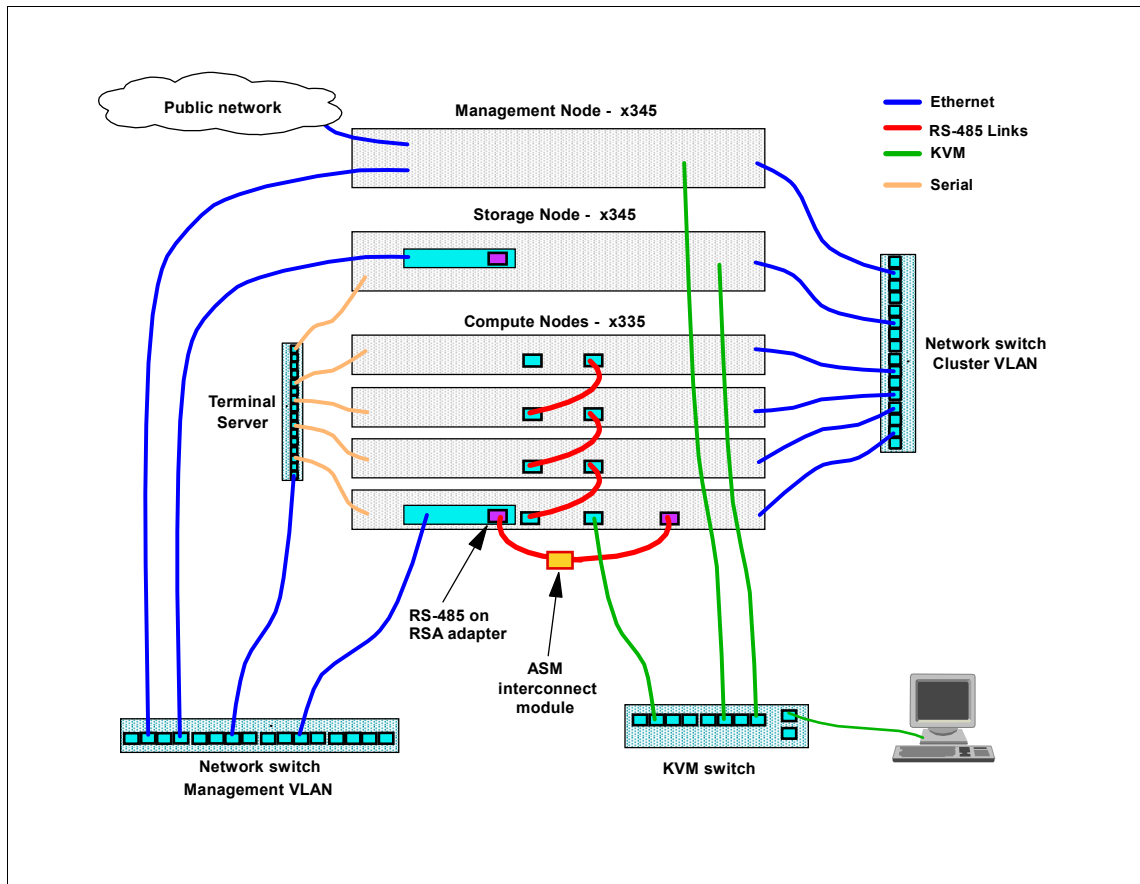 Public network
Management Node - x345
Ethernet
RS-485 Links
KVM
Serial
Storage Node - x345
Compute Nodes - x335
Network switch
Cluster VLAN
Terminal
Server
RS-485 on
RSA adapter
ASM
interconnect
module
Network switch
Management VLAN
KVM switch